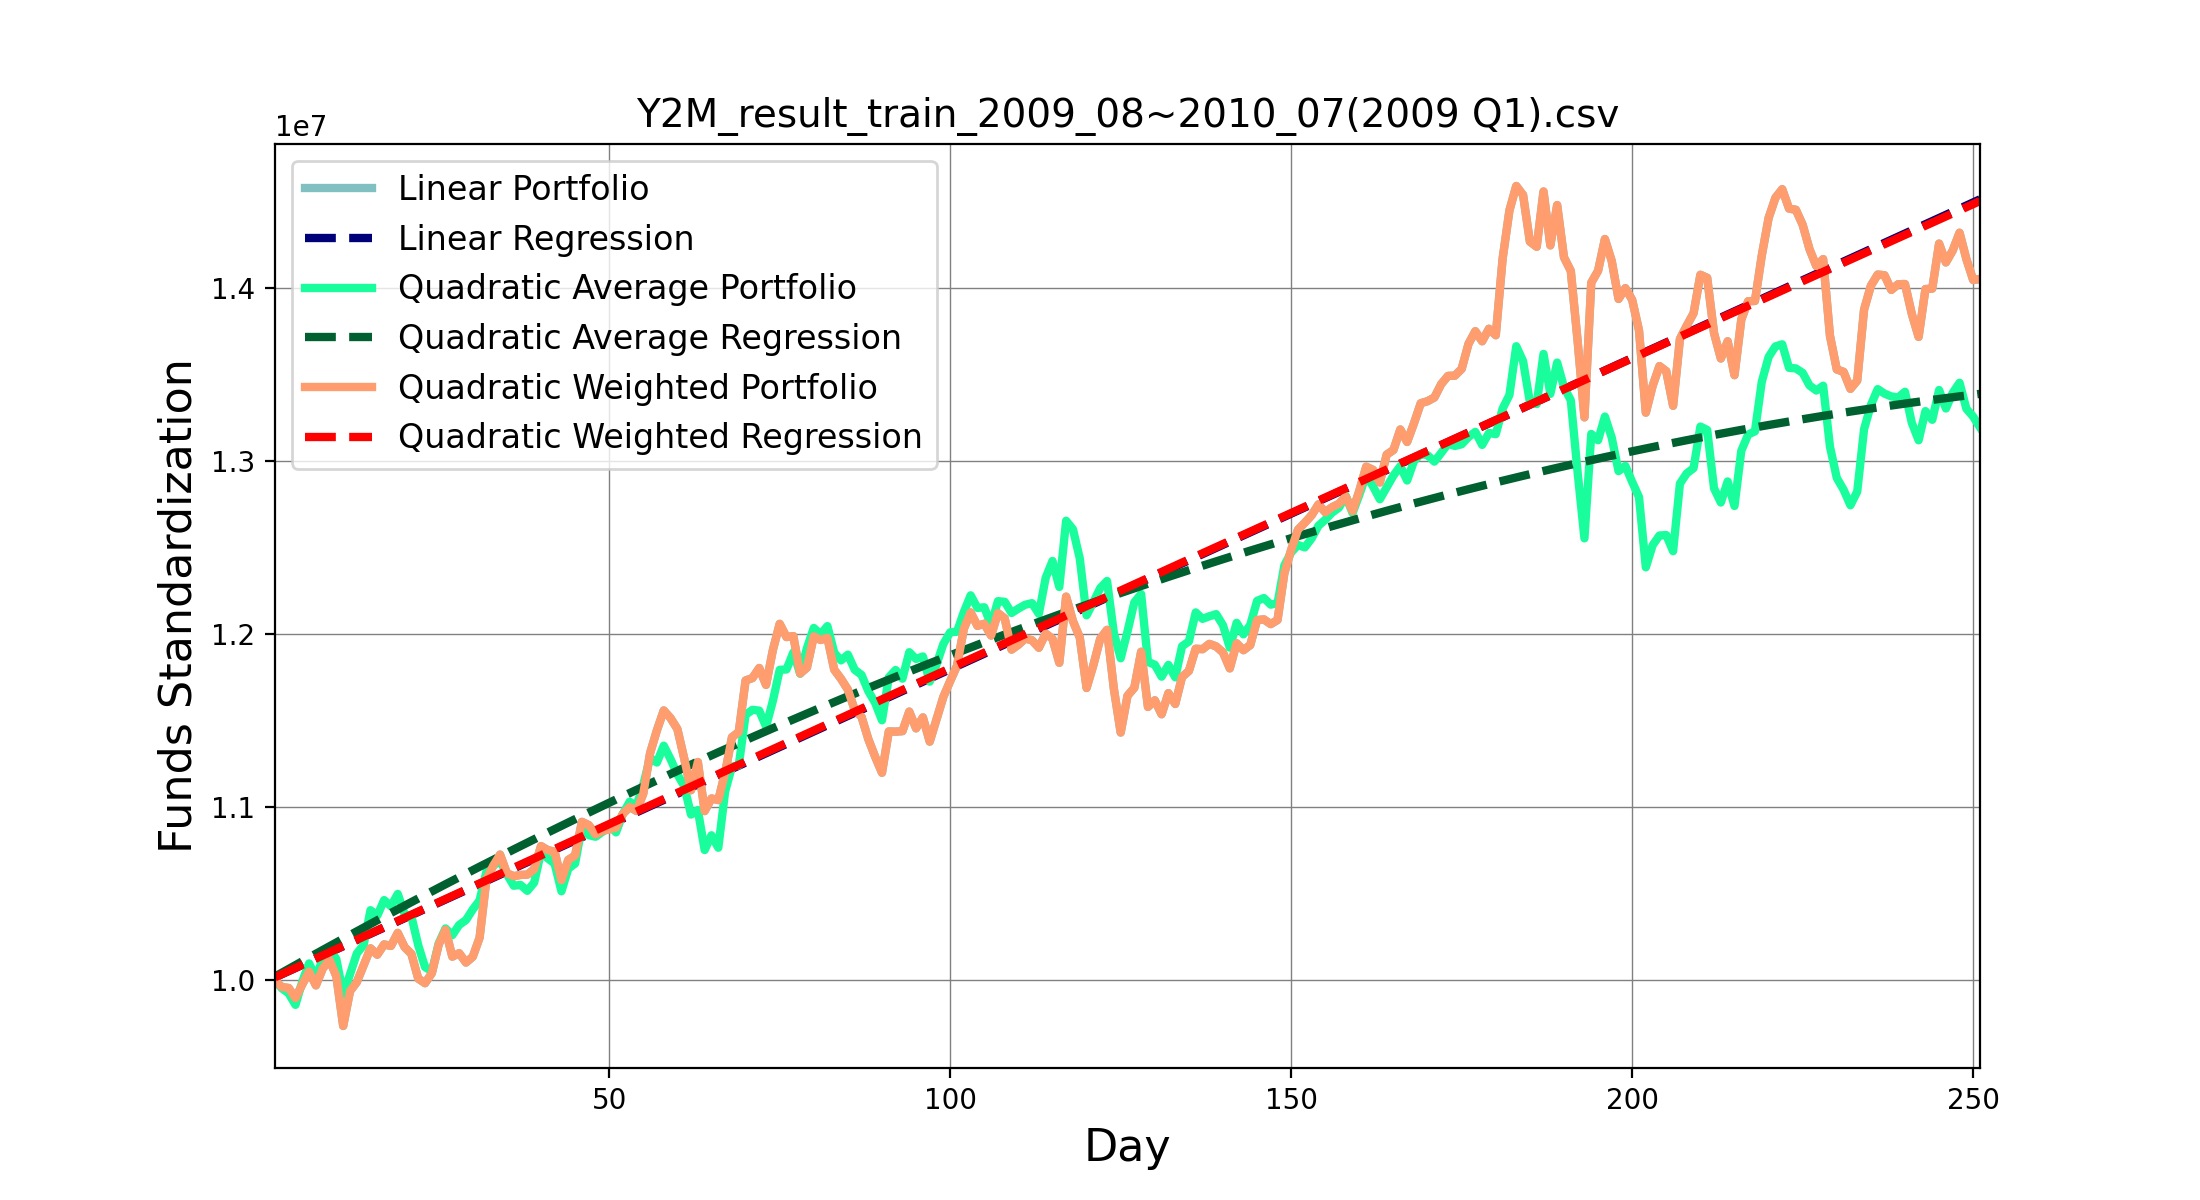 Y2M_result_train_2009_08~2010_07(2009 Q1).csv
1e7
Linear Portfolio
Linear Regression
Quadratic Average Portfolio
Quadratic Average Regression
Quadratic Weighted Portfolio
Quadratic Weighted Regression
1.4
1.3
1.2
1.1
1.0
Funds Standardization
50 100 150 200 250
Day